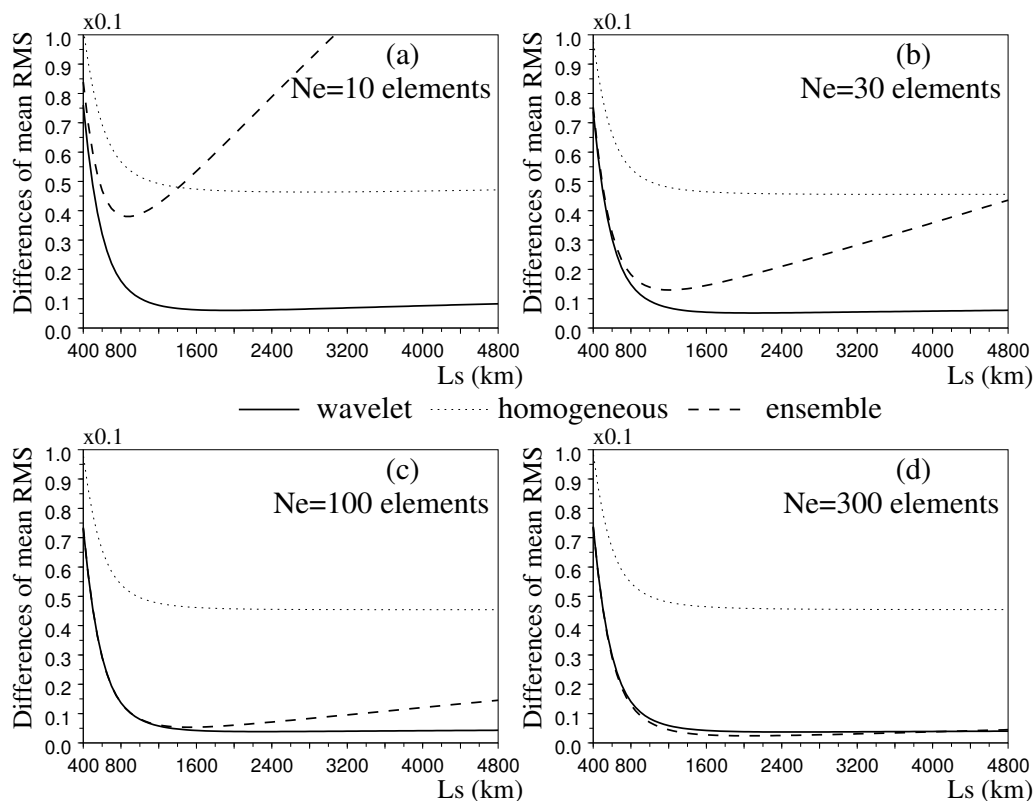 x0.1
x0.1
1.0
0.9
0.8
0.7
0.6
0.5
0.4
0.3
0.2
0.1
0.0
Differences of mean RMS
(a)
Ne=10 elements
400 800 1600 2400 3200 4000 4800
Ls (km)
1.0
0.9
0.8
0.7
0.6
0.5
0.4
0.3
0.2
0.1
0.0
Differences of mean RMS
(b)
Ne=30 elements
400 800 1600 2400 3200 4000 4800
Ls (km)
wavelet homogeneous ensemble
x0.1
x0.1
1.0
0.9
0.8
0.7
0.6
0.5
0.4
0.3
0.2
0.1
0.0
Differences of mean RMS
(c)
Ne=100 elements
400 800 1600 2400 3200 4000 4800
Ls (km)
1.0
0.9
0.8
0.7
0.6
0.5
0.4
0.3
0.2
0.1
0.0
Differences of mean RMS
(d)
Ne=300 elements
400 800 1600 2400 3200 4000 4800
Ls (km)